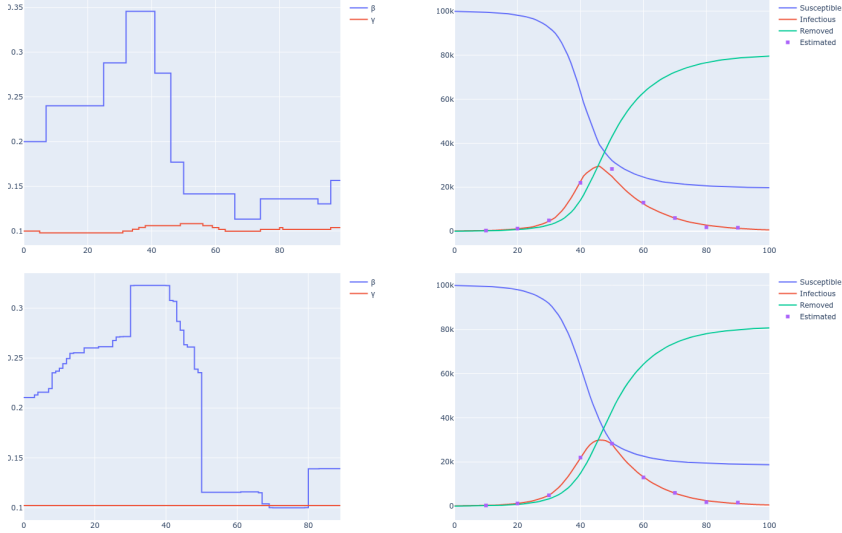 0.35
0.3
0.25
0.2
0.15
0.1
0 20 40 60 80
β
γ
100k
80k
60k
40k
20k
0
0 20 40 60 80 100
Susceptible
Infectious
Removed
Estimated
0.3
0.25
0.2
0.15
0.1
0 20 40 60 80
β
γ
100k
80k
60k
40k
20k
0
0 20 40 60 80 100
Susceptible
Infectious
Removed
Estimated